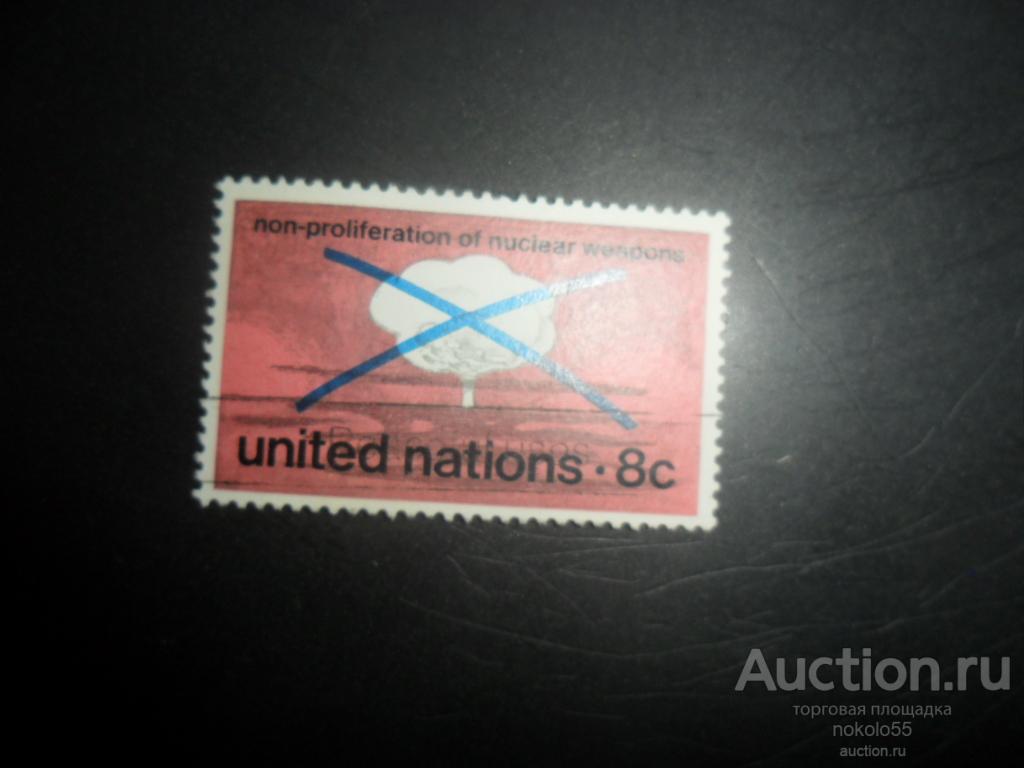 non-proliferation of nuclear weapons
united nations · 8c
Auction.ru
торговая площадка
nokolo55
auction.ru